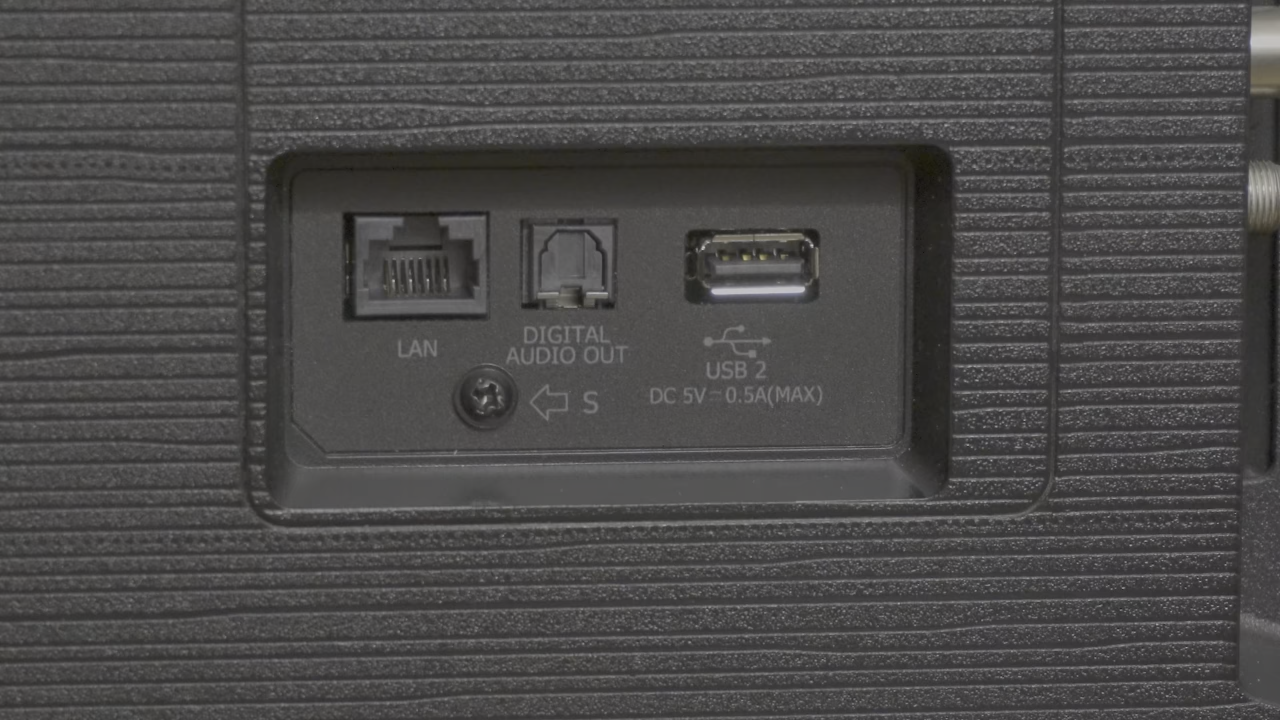 LAN
DIGITAL
AUDIO OUT
S
USB 2
DC 5V⎓0.5A(MAX)